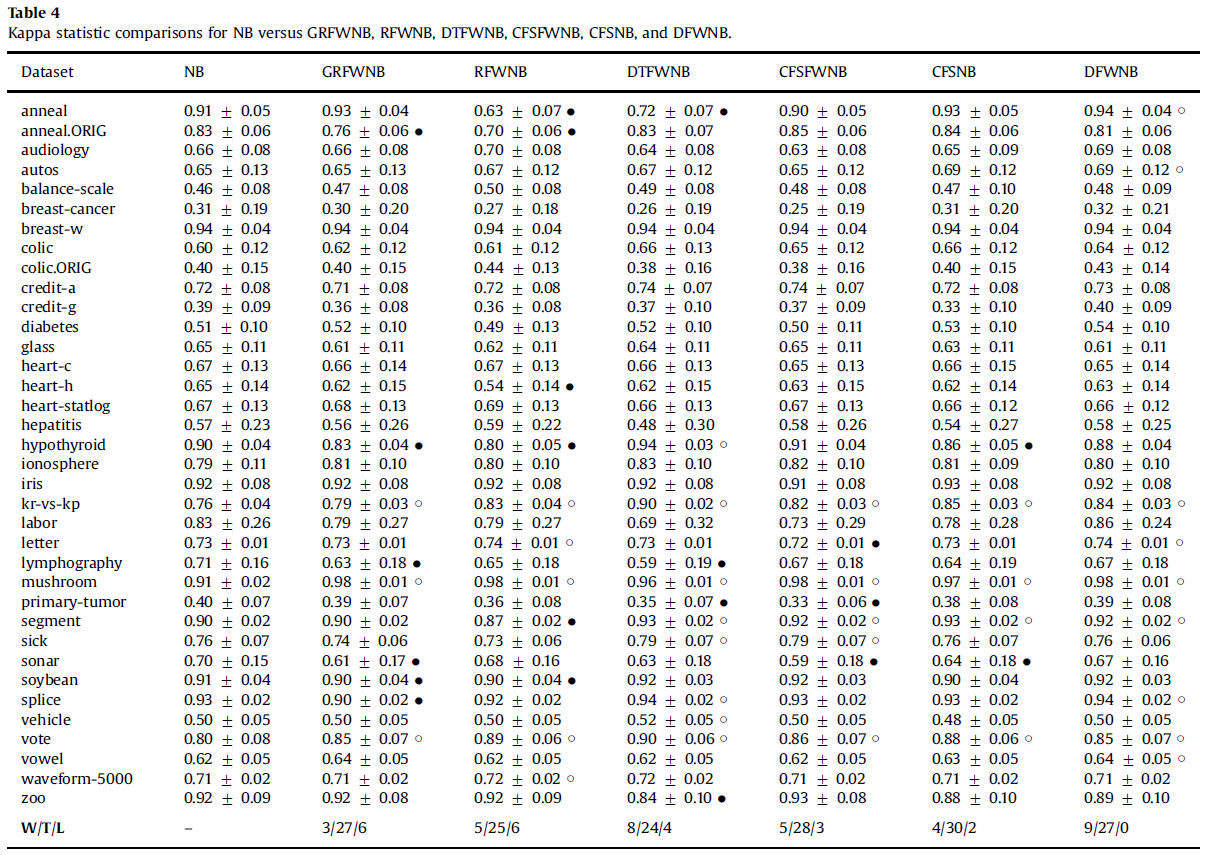 Table 4
Kappa statistic comparisons for NB versus GRFWNB, RFWNB, DTFWNB, CFSFWNB, CFSNB, and DFWNB.
Dataset NB GRFWNB RFWNB DTFWNB CFSFWNB CFSNB DFWNB
anneal 0.91 ± 0.05 0.93 ± 0.04 0.63 ± 0.07 ● 0.72 ± 0.07 ● 0.90 ± 0.05 0.93 ± 0.05 0.94 ± 0.04 ○
anneal.ORIG 0.83 ± 0.06 0.76 ± 0.06 ● 0.70 ± 0.06 ● 0.83 ± 0.07 0.85 ± 0.06 0.84 ± 0.06 0.81 ± 0.06
audiology 0.66 ± 0.08 0.66 ± 0.08 0.70 ± 0.08 0.64 ± 0.08 0.63 ± 0.08 0.65 ± 0.09 0.69 ± 0.08
autos 0.65 ± 0.13 0.65 ± 0.13 0.67 ± 0.12 0.67 ± 0.12 0.65 ± 0.12 0.69 ± 0.12 0.69 ± 0.12 ○
balance-scale 0.46 ± 0.08 0.47 ± 0.08 0.50 ± 0.08 0.49 ± 0.08 0.48 ± 0.08 0.47 ± 0.10 0.48 ± 0.09
breast-cancer 0.31 ± 0.19 0.30 ± 0.20 0.27 ± 0.18 0.26 ± 0.19 0.25 ± 0.19 0.31 ± 0.20 0.32 ± 0.21
breast-w 0.94 ± 0.04 0.94 ± 0.04 0.94 ± 0.04 0.94 ± 0.04 0.94 ± 0.04 0.94 ± 0.04 0.94 ± 0.04
colic 0.60 ± 0.12 0.62 ± 0.12 0.61 ± 0.12 0.66 ± 0.13 0.65 ± 0.12 0.66 ± 0.12 0.64 ± 0.12
colic.ORIG 0.40 ± 0.15 0.40 ± 0.15 0.44 ± 0.13 0.38 ± 0.16 0.38 ± 0.16 0.40 ± 0.15 0.43 ± 0.14
credit-a 0.72 ± 0.08 0.71 ± 0.08 0.72 ± 0.08 0.74 ± 0.07 0.74 ± 0.07 0.72 ± 0.08 0.73 ± 0.08
credit-g 0.39 ± 0.09 0.36 ± 0.08 0.36 ± 0.08 0.37 ± 0.10 0.37 ± 0.09 0.33 ± 0.10 0.40 ± 0.09
diabetes 0.51 ± 0.10 0.52 ± 0.10 0.49 ± 0.13 0.52 ± 0.10 0.50 ± 0.11 0.53 ± 0.10 0.54 ± 0.10
glass 0.65 ± 0.11 0.61 ± 0.11 0.62 ± 0.11 0.64 ± 0.11 0.65 ± 0.11 0.63 ± 0.11 0.61 ± 0.11
heart-c 0.67 ± 0.13 0.66 ± 0.14 0.67 ± 0.13 0.66 ± 0.13 0.65 ± 0.13 0.66 ± 0.15 0.65 ± 0.14
heart-h 0.65 ± 0.14 0.62 ± 0.15 0.54 ± 0.14 ● 0.62 ± 0.15 0.63 ± 0.15 0.62 ± 0.14 0.63 ± 0.14
heart-statlog 0.67 ± 0.13 0.68 ± 0.13 0.69 ± 0.13 0.66 ± 0.13 0.67 ± 0.13 0.66 ± 0.12 0.66 ± 0.12
hepatitis 0.57 ± 0.23 0.56 ± 0.26 0.59 ± 0.22 0.48 ± 0.30 0.58 ± 0.26 0.54 ± 0.27 0.58 ± 0.25
hypothyroid 0.90 ± 0.04 0.83 ± 0.04 ● 0.80 ± 0.05 ● 0.94 ± 0.03 ○ 0.91 ± 0.04 0.86 ± 0.05 ● 0.88 ± 0.04
ionosphere 0.79 ± 0.11 0.81 ± 0.10 0.80 ± 0.10 0.83 ± 0.10 0.82 ± 0.10 0.81 ± 0.09 0.80 ± 0.10
iris 0.92 ± 0.08 0.92 ± 0.08 0.92 ± 0.08 0.92 ± 0.08 0.91 ± 0.08 0.93 ± 0.08 0.92 ± 0.08
kr-vs-kp 0.76 ± 0.04 0.79 ± 0.03 ○ 0.83 ± 0.04 ○ 0.90 ± 0.02 ○ 0.82 ± 0.03 ○ 0.85 ± 0.03 ○ 0.84 ± 0.03 ○
labor 0.83 ± 0.26 0.79 ± 0.27 0.79 ± 0.27 0.69 ± 0.32 0.73 ± 0.29 0.78 ± 0.28 0.86 ± 0.24
letter 0.73 ± 0.01 0.73 ± 0.01 0.74 ± 0.01 ○ 0.73 ± 0.01 0.72 ± 0.01 ● 0.73 ± 0.01 0.74 ± 0.01 ○
lymphography 0.71 ± 0.16 0.63 ± 0.18 ● 0.65 ± 0.18 0.59 ± 0.19 ● 0.67 ± 0.18 0.64 ± 0.19 0.67 ± 0.18
mushroom 0.91 ± 0.02 0.98 ± 0.01 ○ 0.98 ± 0.01 ○ 0.96 ± 0.01 ○ 0.98 ± 0.01 ○ 0.97 ± 0.01 ○ 0.98 ± 0.01 ○
primary-tumor 0.40 ± 0.07 0.39 ± 0.07 0.36 ± 0.08 0.35 ± 0.07 ● 0.33 ± 0.06 ● 0.38 ± 0.08 0.39 ± 0.08
segment 0.90 ± 0.02 0.90 ± 0.02 0.87 ± 0.02 ● 0.93 ± 0.02 ○ 0.92 ± 0.02 ○ 0.93 ± 0.02 ○ 0.92 ± 0.02 ○
sick 0.76 ± 0.07 0.74 ± 0.06 0.73 ± 0.06 0.79 ± 0.07 ○ 0.79 ± 0.07 ○ 0.76 ± 0.07 0.76 ± 0.06
sonar 0.70 ± 0.15 0.61 ± 0.17 ● 0.68 ± 0.16 0.63 ± 0.18 0.59 ± 0.18 ● 0.64 ± 0.18 ● 0.67 ± 0.16
soybean 0.91 ± 0.04 0.90 ± 0.04 ● 0.90 ± 0.04 ● 0.92 ± 0.03 0.92 ± 0.03 0.90 ± 0.04 0.92 ± 0.03
splice 0.93 ± 0.02 0.90 ± 0.02 ● 0.92 ± 0.02 0.94 ± 0.02 ○ 0.93 ± 0.02 0.93 ± 0.02 0.94 ± 0.02 ○
vehicle 0.50 ± 0.05 0.50 ± 0.05 0.50 ± 0.05 0.52 ± 0.05 ○ 0.50 ± 0.05 0.48 ± 0.05 0.50 ± 0.05
vote 0.80 ± 0.08 0.85 ± 0.07 ○ 0.89 ± 0.06 ○ 0.90 ± 0.06 ○ 0.86 ± 0.07 ○ 0.88 ± 0.06 ○ 0.85 ± 0.07 ○
vowel 0.62 ± 0.05 0.64 ± 0.05 0.62 ± 0.05 0.62 ± 0.05 0.62 ± 0.05 0.63 ± 0.05 0.64 ± 0.05 ○
waveform-5000 0.71 ± 0.02 0.71 ± 0.02 0.72 ± 0.02 ○ 0.72 ± 0.02 0.71 ± 0.02 0.71 ± 0.02 0.71 ± 0.02
zoo 0.92 ± 0.09 0.92 ± 0.08 0.92 ± 0.09 0.84 ± 0.10 ● 0.93 ± 0.08 0.88 ± 0.10 0.89 ± 0.10
W/T/L – 3/27/6 5/25/6 8/24/4 5/28/3 4/30/2 9/27/0